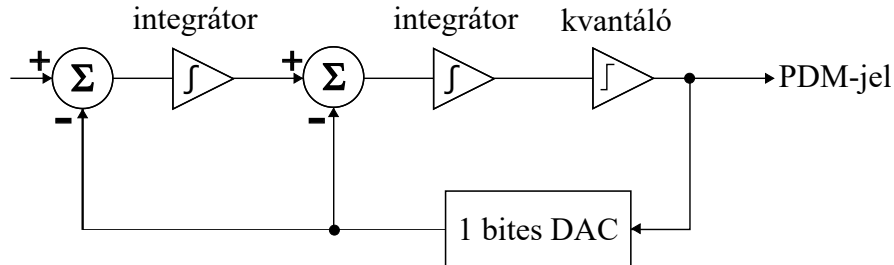 integrátor
integrátor
kvantáló
+
Σ
∫
+
Σ
∫
PDM-jel
-
-
1 bites DAC